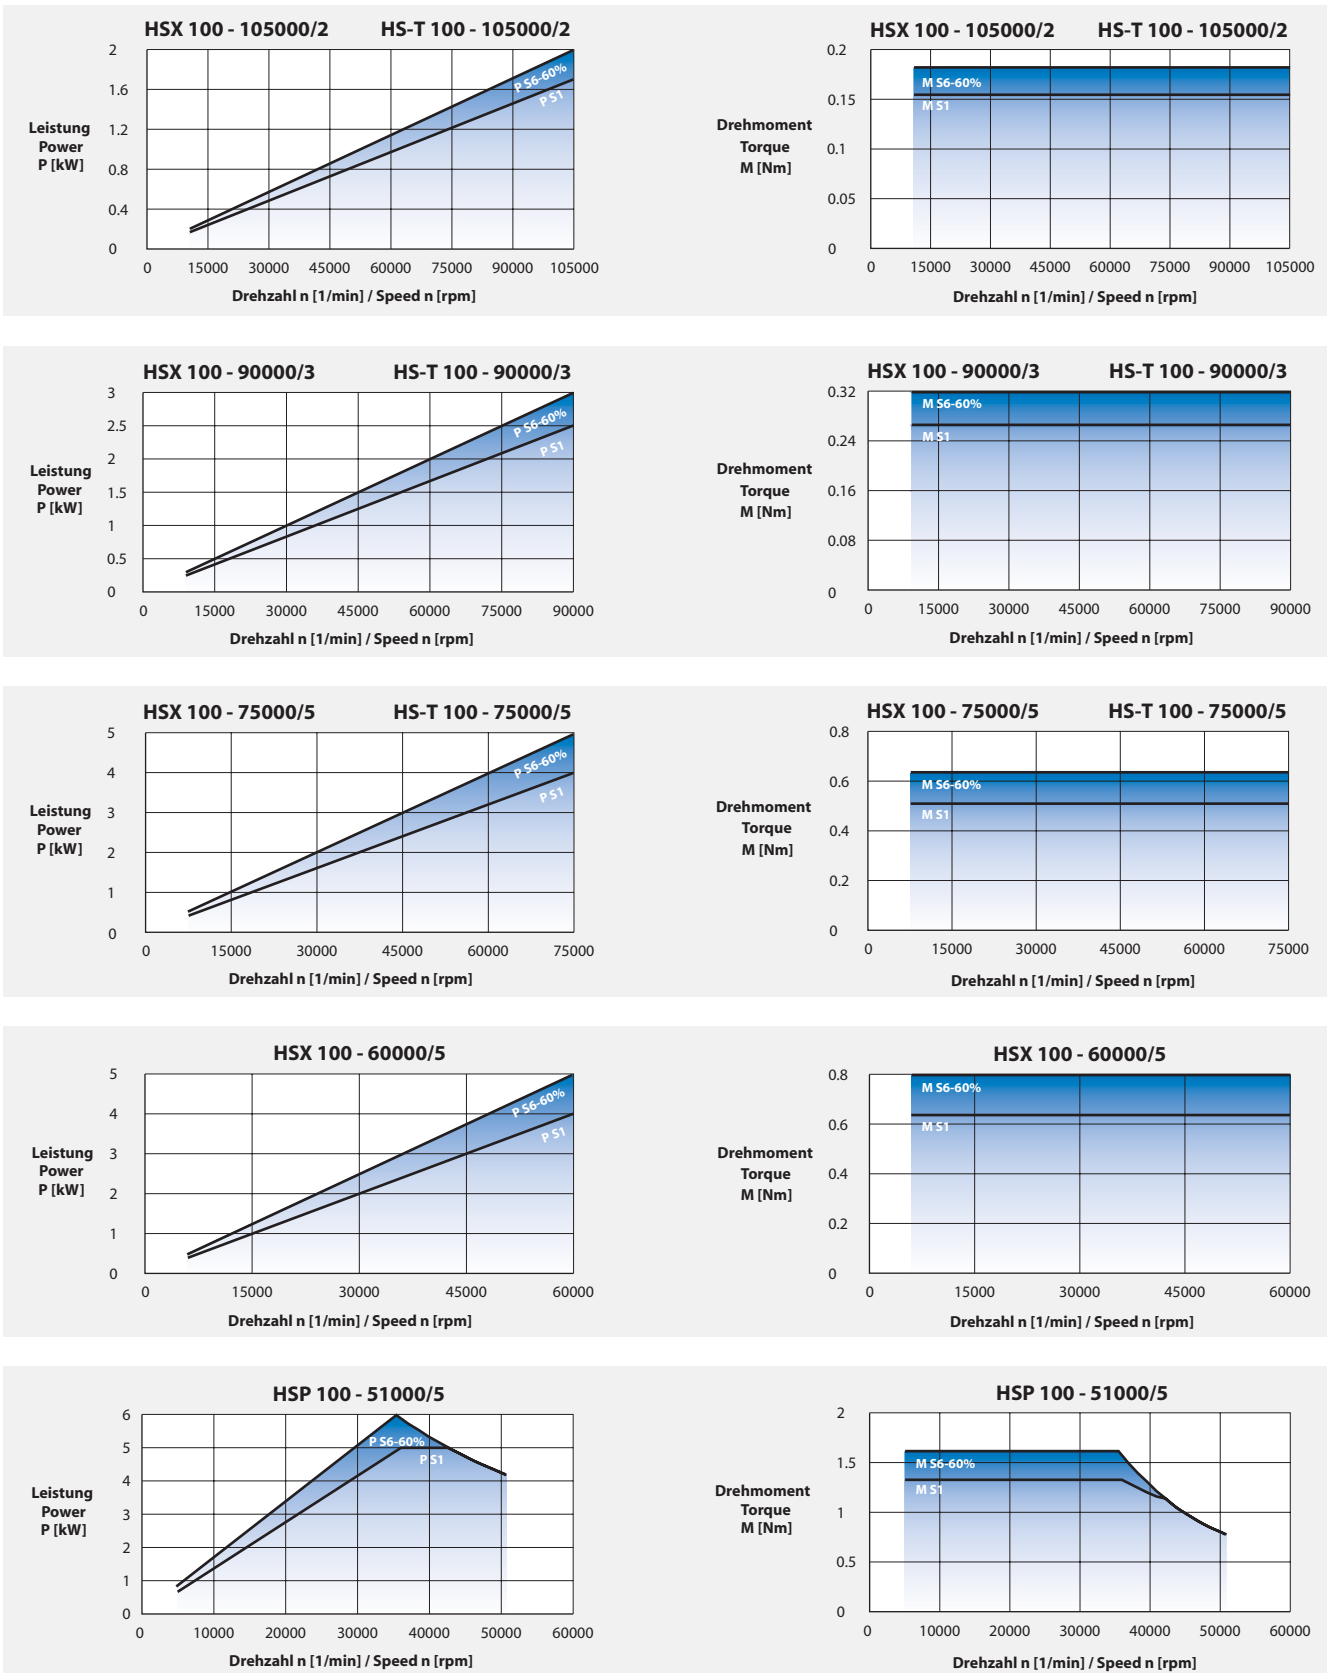 HSX 100 - 105000/2 HS-T 100 - 105000/2
Leistung
Power
P [kW]
2
1.6
1.2
0.8
0.4
0
P S6-60%
P S1
0 15000 30000 45000 60000 75000 90000 105000
Drehzahl n [1/min] / Speed n [rpm]
HSX 100 - 105000/2 HS-T 100 - 105000/2
Drehmoment
Torque
M [Nm]
0.2
0.15
0.1
0.05
0
M S6-60%
M S1
0 15000 30000 45000 60000 75000 90000 105000
Drehzahl n [1/min] / Speed n [rpm]
HSX 100 - 90000/3 HS-T 100 - 90000/3
Leistung
Power
P [kW]
3
2.5
2
1.5
1
0.5
0
P S6-60%
P S1
0 15000 30000 45000 60000 75000 90000
Drehzahl n [1/min] / Speed n [rpm]
HSX 100 - 90000/3 HS-T 100 - 90000/3
Drehmoment
Torque
M [Nm]
0.32
0.24
0.16
0.08
0
M S6-60%
M S1
0 15000 30000 45000 60000 75000 90000
Drehzahl n [1/min] / Speed n [rpm]
HSX 100 - 75000/5 HS-T 100 - 75000/5
Leistung
Power
P [kW]
5
4
3
2
1
0
P S6-60%
P S1
0 15000 30000 45000 60000 75000
Drehzahl n [1/min] / Speed n [rpm]
HSX 100 - 75000/5 HS-T 100 - 75000/5
Drehmoment
Torque
M [Nm]
0.8
0.6
0.4
0.2
0
M S6-60%
M S1
0 15000 30000 45000 60000 75000
Drehzahl n [1/min] / Speed n [rpm]
HSX 100 - 60000/5
Leistung
Power
P [kW]
5
4
3
2
1
0
P S6-60%
P S1
0 15000 30000 45000 60000
Drehzahl n [1/min] / Speed n [rpm]
HSX 100 - 60000/5
Drehmoment
Torque
M [Nm]
0.8
0.6
0.4
0.2
0
M S6-60%
M S1
0 15000 30000 45000 60000
Drehzahl n [1/min] / Speed n [rpm]
HSP 100 - 51000/5
Leistung
Power
P [kW]
6
5
4
3
2
1
0
P S6-60%
P S1
0 10000 20000 30000 40000 50000 60000
Drehzahl n [1/min] / Speed n [rpm]
HSP 100 - 51000/5
Drehmoment
Torque
M [Nm]
2
1.5
1
0.5
0
M S6-60%
M S1
0 10000 20000 30000 40000 50000 60000
Drehzahl n [1/min] / Speed n [rpm]